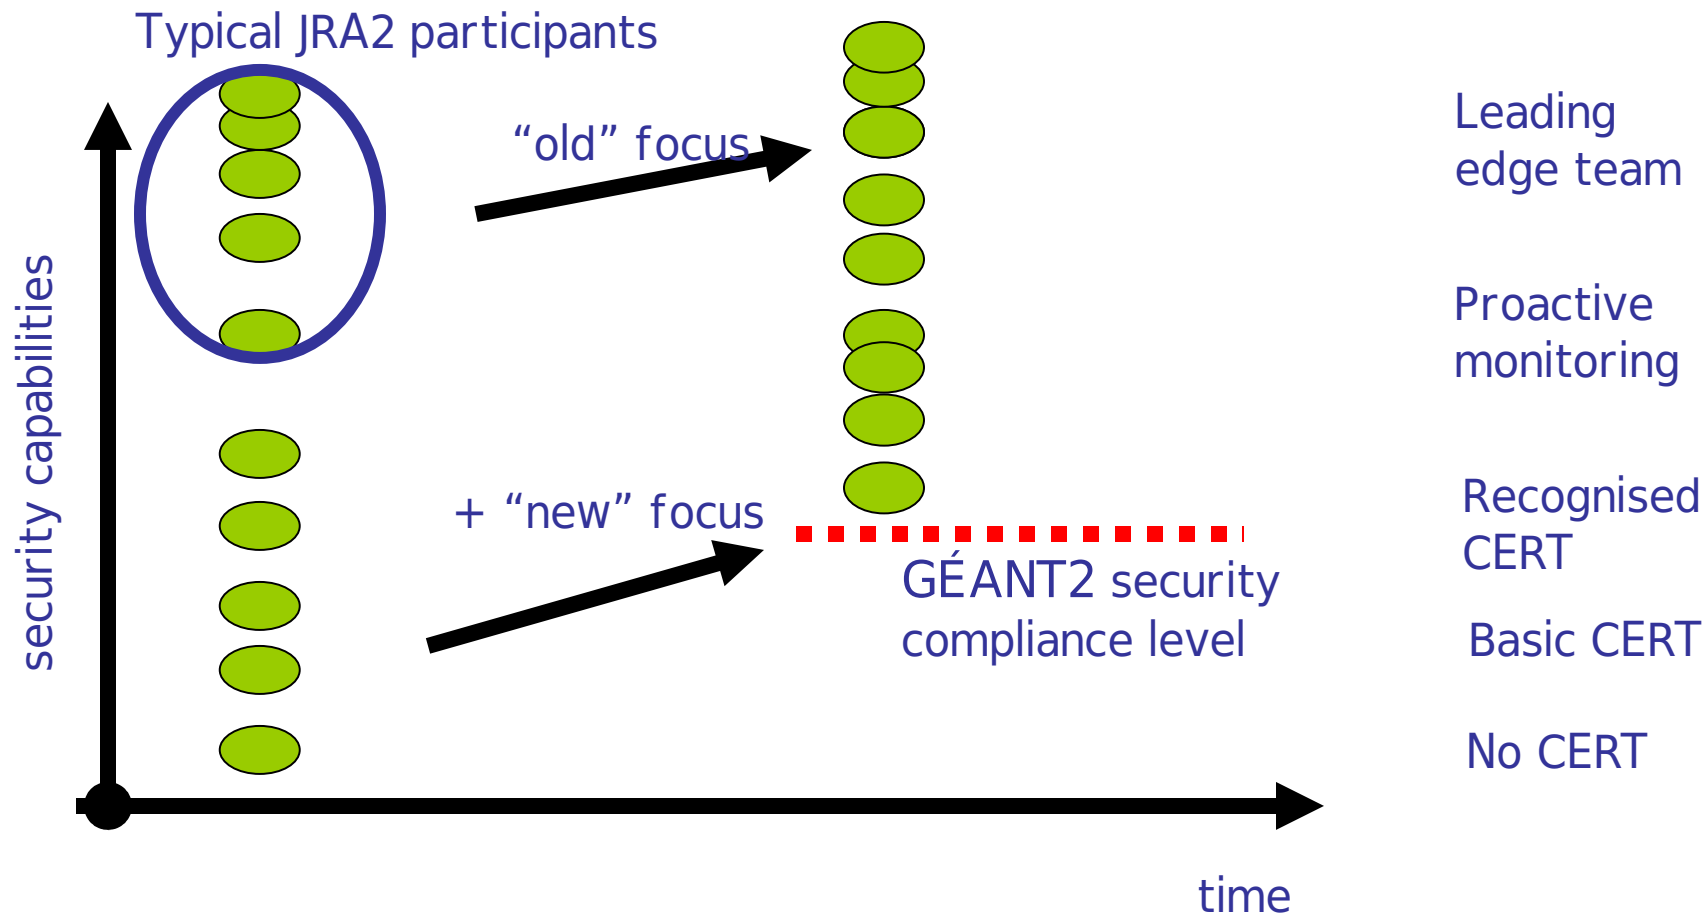 Typical JRA2 participants
“old” focus
Leading
edge team
security capabilities
Proactive
monitoring
+ “new” focus
Recognised
CERT
GÉANT2 security
compliance level
Basic CERT
No CERT
time